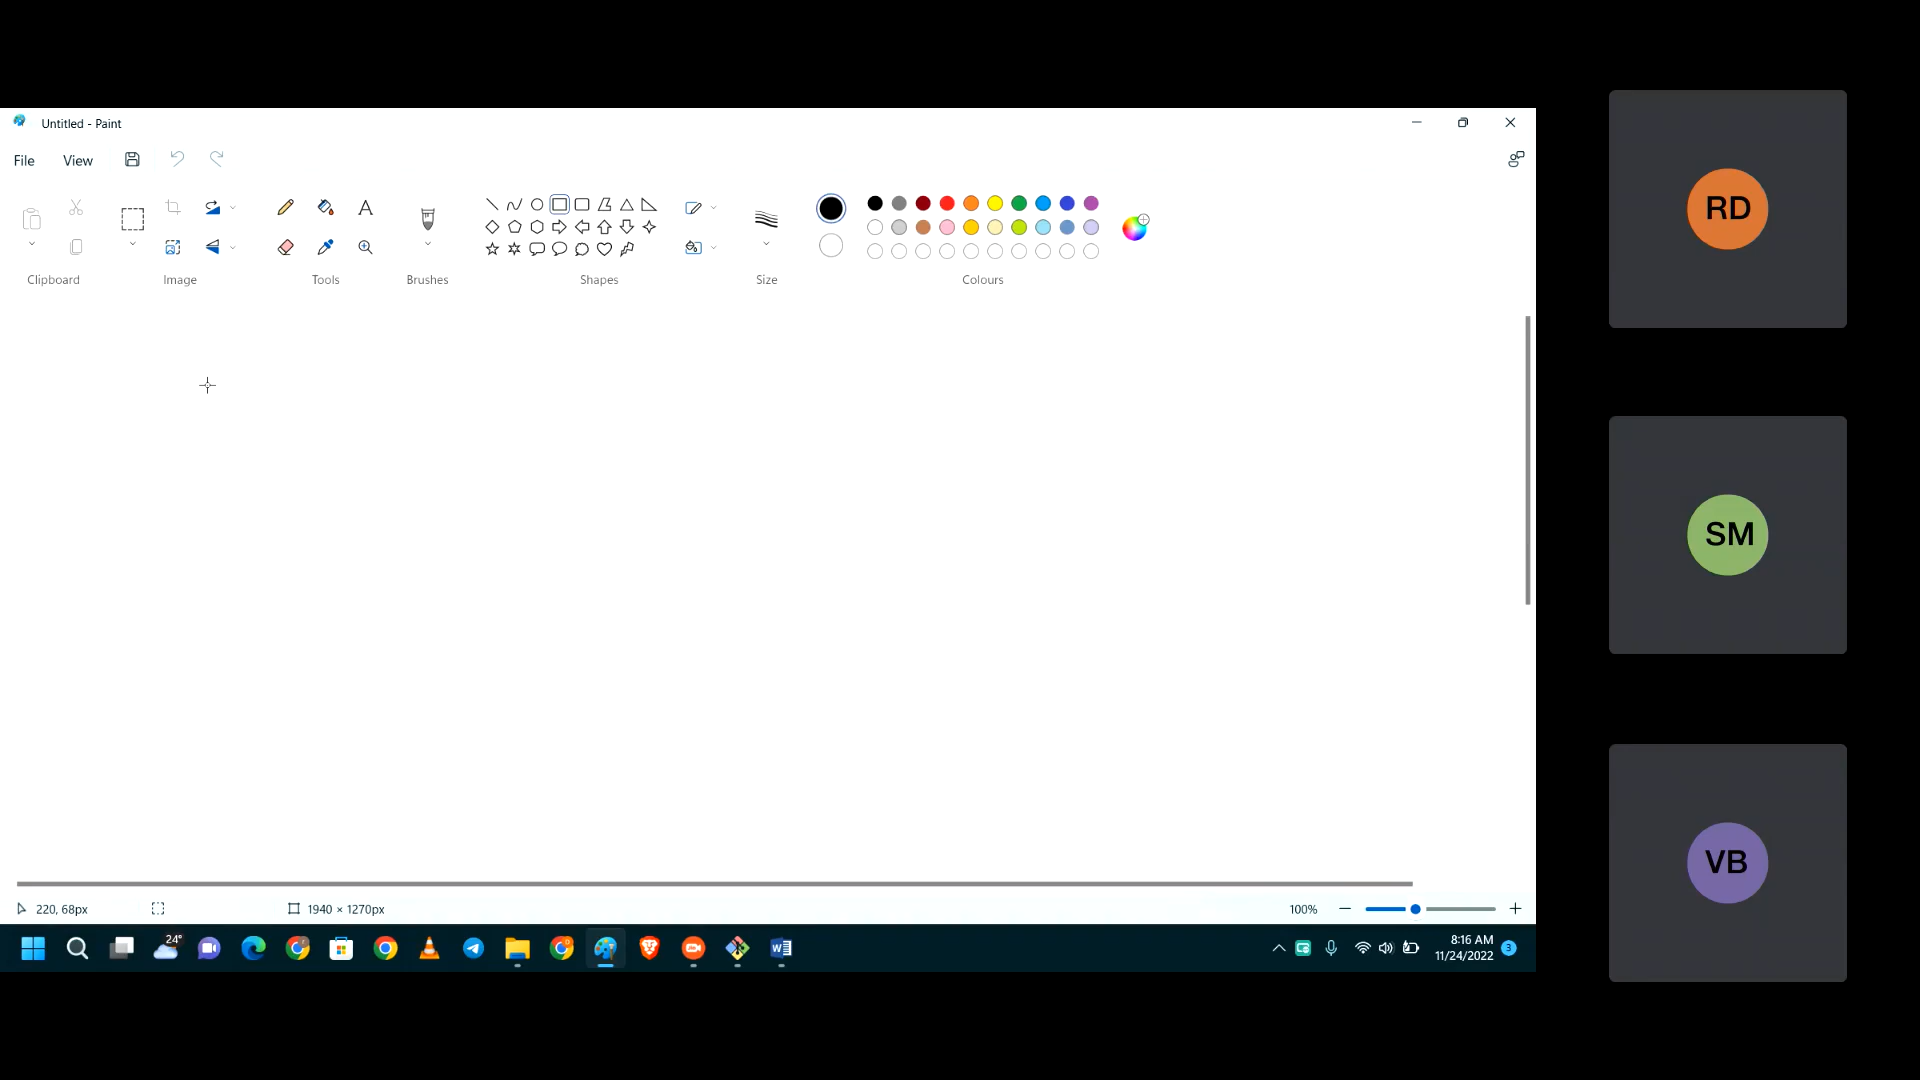 Untitled - Paint
File View
Clipboard Image Tools Brushes Shapes Size Colours
220, 68px 1940 × 1270px 100%
24°
8:16 AM
11/24/2022 3
RD
SM
VB